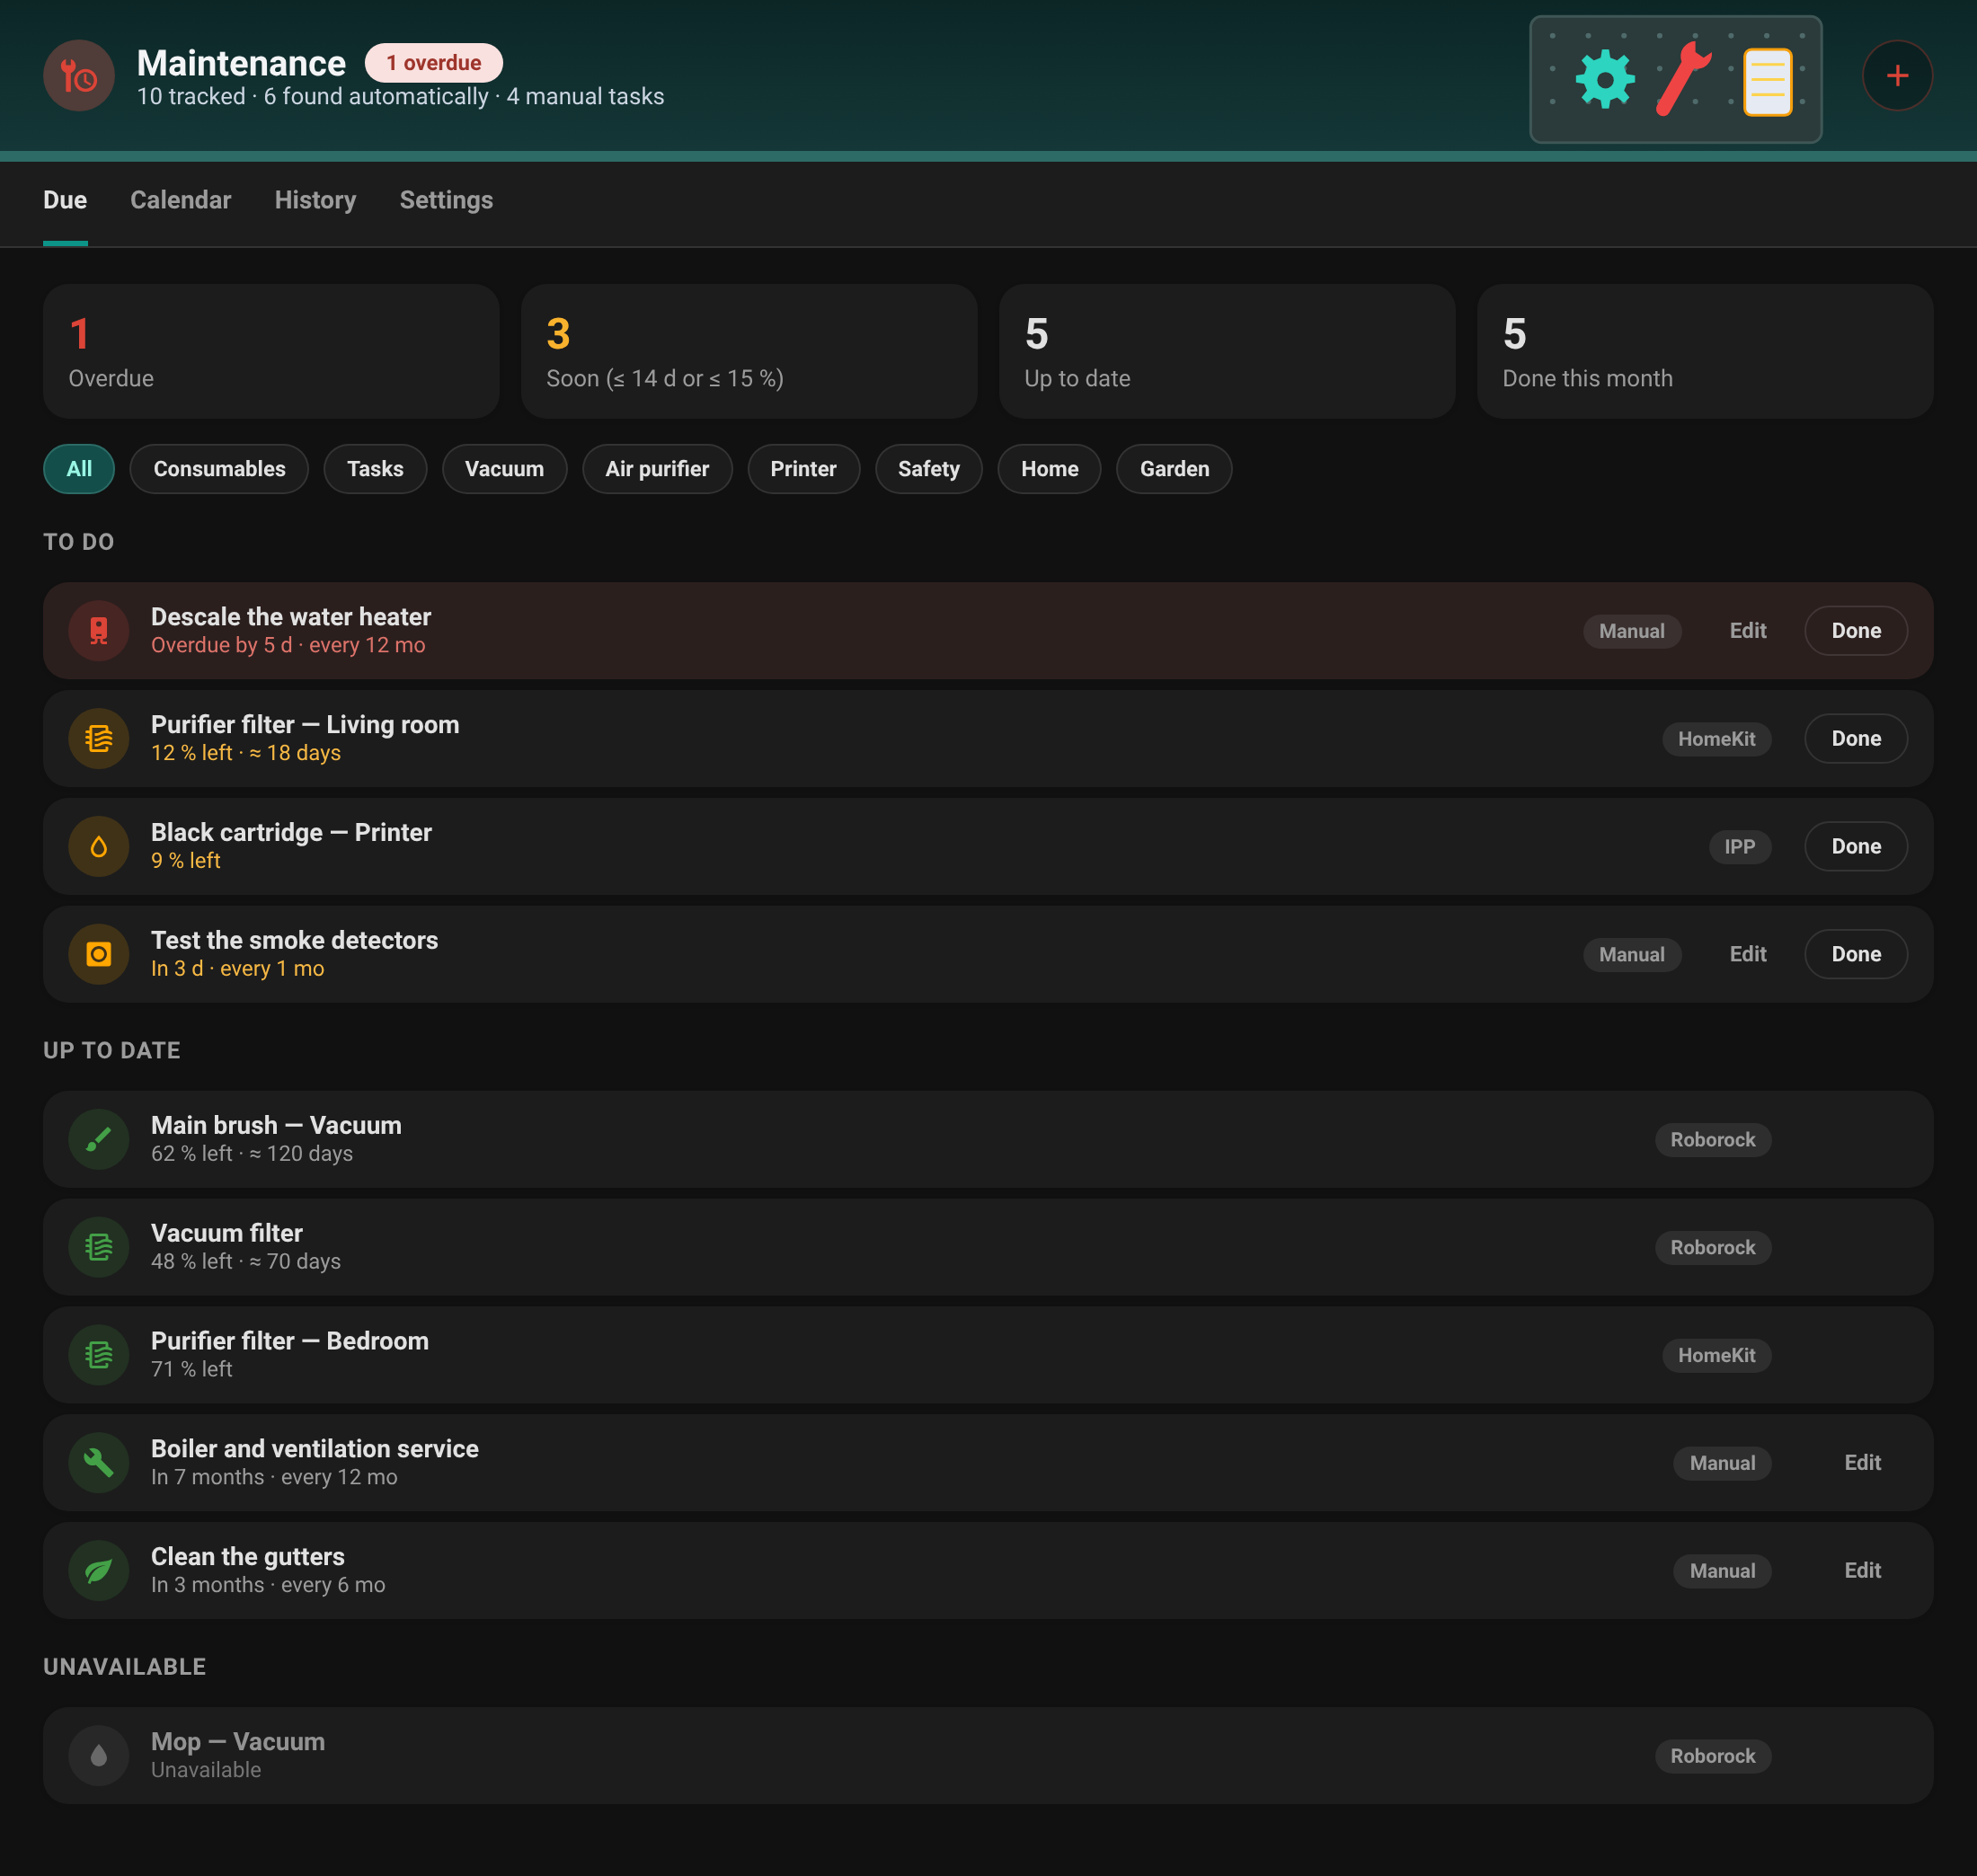 Maintenance
1 overdue
10 tracked · 6 found automatically · 4 manual tasks
Due
Calendar
History
Settings
1
Overdue
3
Soon (≤ 14 d or ≤ 15 %)
5
Up to date
5
Done this month
All
Consumables
Tasks
Vacuum
Air purifier
Printer
Safety
Home
Garden
TO DO
Descale the water heater
Overdue by 5 d · every 12 mo
Manual
Edit
Done
Purifier filter — Living room
12 % left · ≈ 18 days
HomeKit
Done
Black cartridge — Printer
9 % left
IPP
Done
Test the smoke detectors
In 3 d · every 1 mo
Manual
Edit
Done
UP TO DATE
Main brush — Vacuum
62 % left · ≈ 120 days
Roborock
Vacuum filter
48 % left · ≈ 70 days
Roborock
Purifier filter — Bedroom
71 % left
HomeKit
Boiler and ventilation service
In 7 months · every 12 mo
Manual
Edit
Clean the gutters
In 3 months · every 6 mo
Manual
Edit
UNAVAILABLE
Mop — Vacuum
Unavailable
Roborock